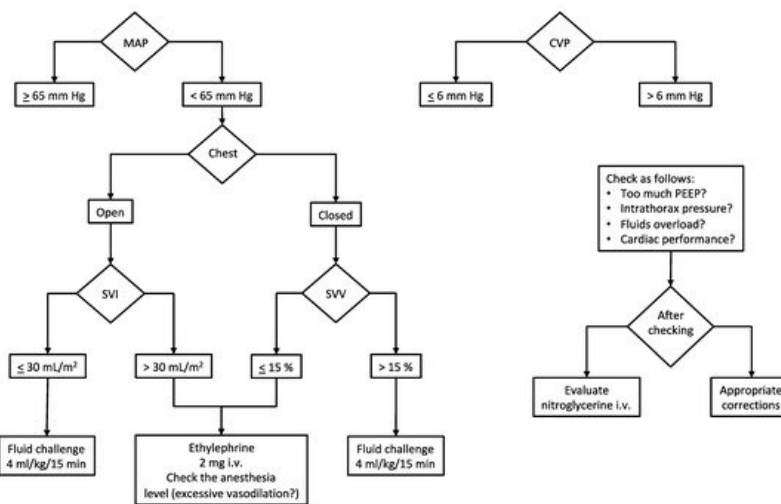 MAP
CVP
≥ 65 mm Hg
< 65 mm Hg
≤ 6 mm Hg
> 6 mm Hg
Chest
Check as follows:
• Too much PEEP?
• Intrathorax pressure?
• Fluids overload?
• Cardiac performance?
Open
Closed
SVI
SVV
After
checking
≤ 30 mL/m²
> 30 mL/m²
≤ 15 %
> 15 %
Evaluate
nitroglycerine i.v.
Appropriate
corrections
Fluid challenge
4 ml/kg/15 min
Ethylephrine
2 mg i.v.
Check the anesthesia
level (excessive vasodilation?)
Fluid challenge
4 ml/kg/15 min